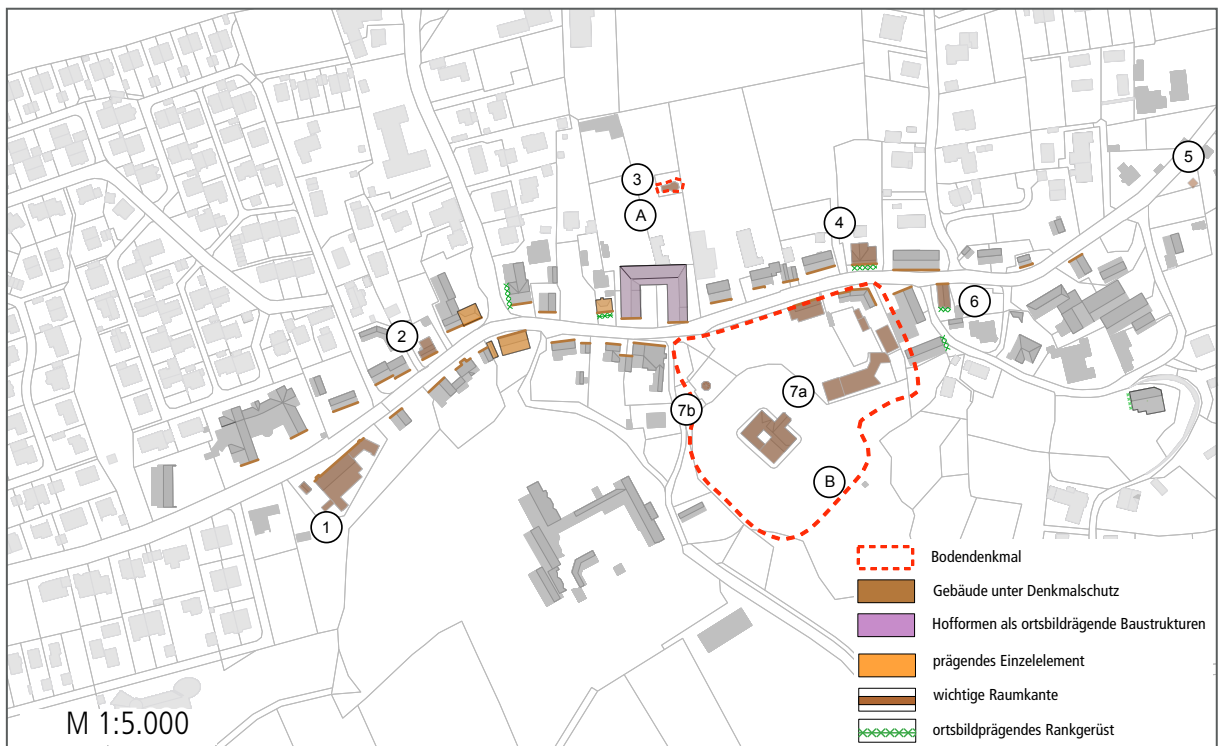 5
3
A
4
6
2
7a
7b
B
1
Bodendenkmal
Gebäude unter Denkmalschutz
Hofformen als ortsbildrägende Baustrukturen
prägendes Einzelelement
wichtige Raumkante
ortsbildprägendes Rankgerüst
M 1:5.000